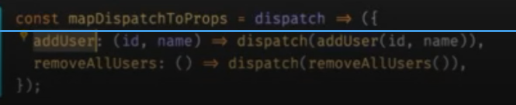 const mapDispatchToProps = dispatch => ({
addUser: (id, name) => dispatch(addUser(id, name)),
removeAllUsers: () => dispatch(removeAllUsers()),
});